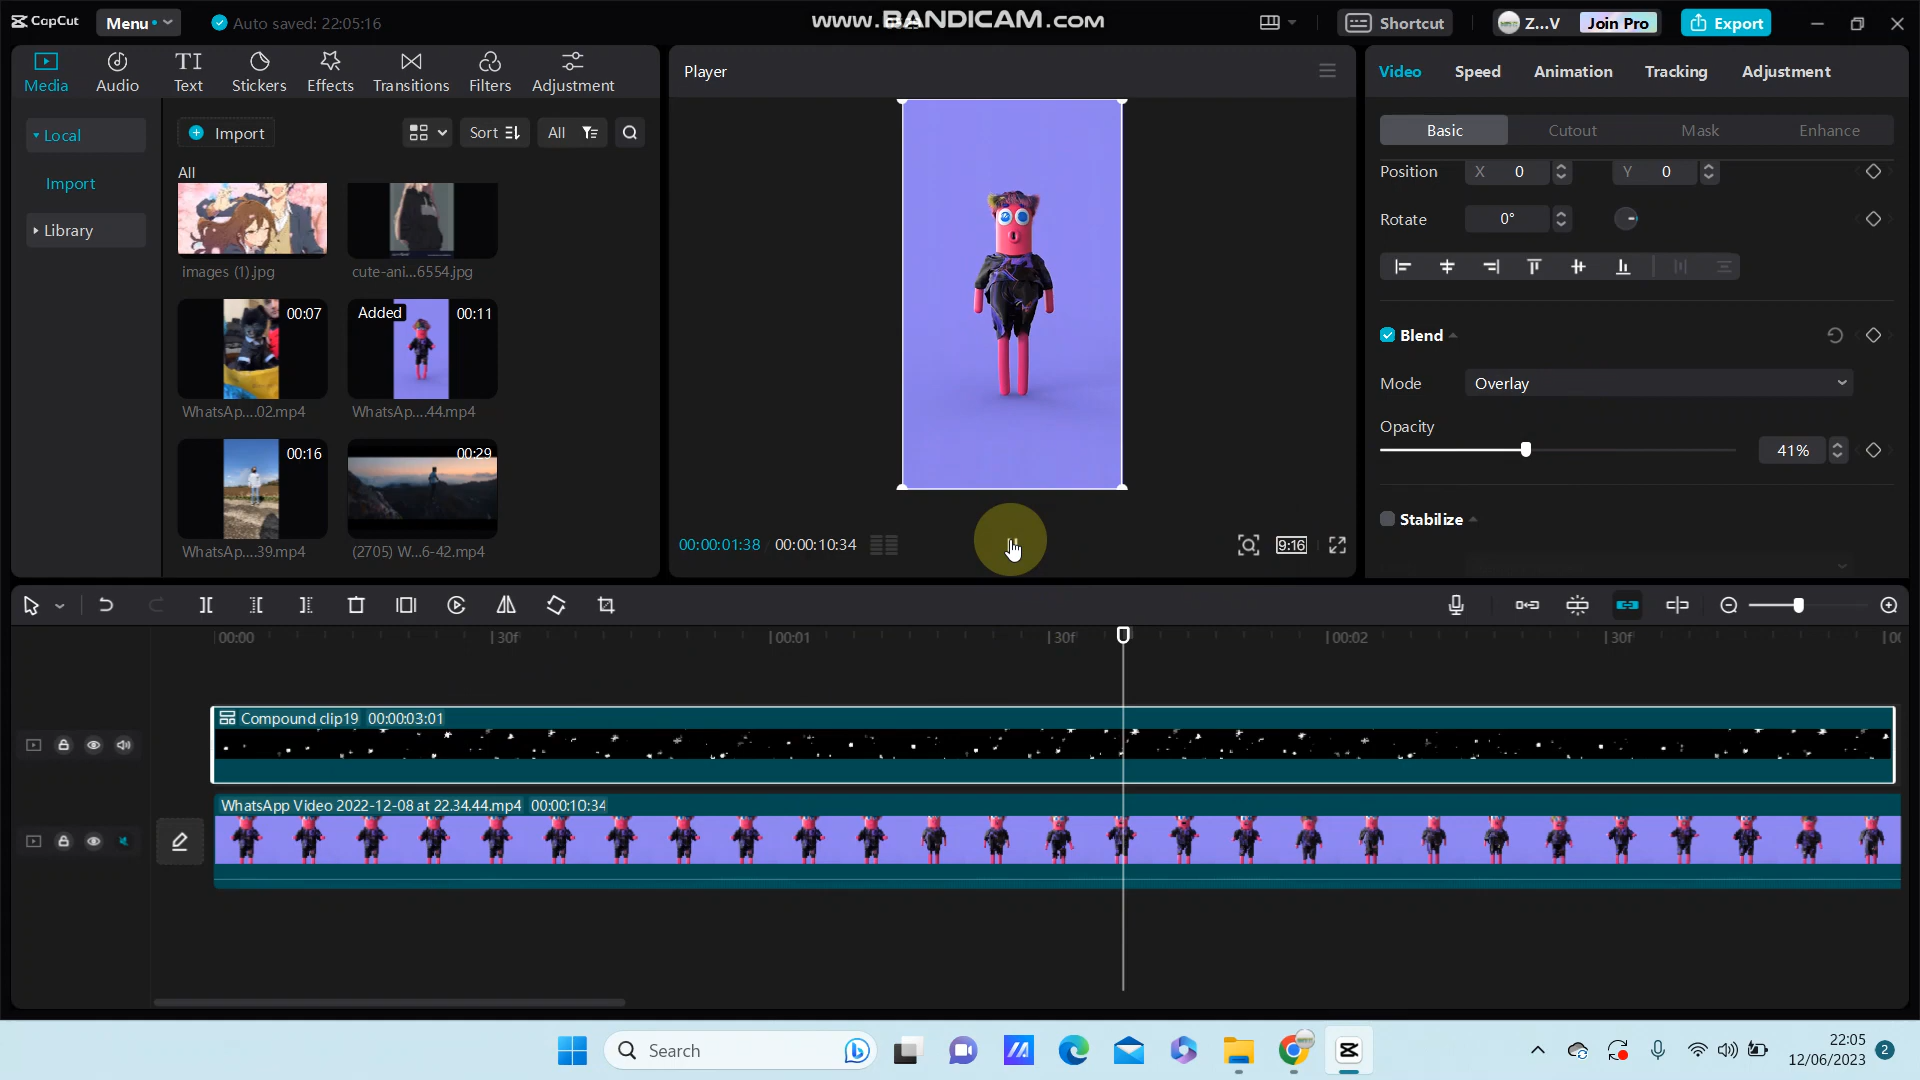 CapCut
Menu
Auto saved: 22:05:16
www.BANDICAM.com
Shortcut
Z...V
Join Pro
Export
Media
Audio
Text
Stickers
Effects
Transitions
Filters
Adjustment
Player
Video
Speed
Animation
Tracking
Adjustment
Local
Import
Library
Import
Sort
All
All
images (1).jpg
cute-ani...6554.jpg
00:07
WhatsAp....02.mp4
Added
00:11
WhatsAp....44.mp4
00:16
WhatsAp....39.mp4
00:29
(2705) W...6-42.mp4
00:00:01:38
00:00:10:34
9:16
Basic
Cutout
Mask
Enhance
Position
X
0
Y
0
Rotate
0°
Blend
Mode
Overlay
Opacity
41%
Stabilize
00:00
30f
00:01
30f
00:02
30f
Compound clip19 00:00:03:01
WhatsApp Video 2022-12-08 at 22.34.44.mp4 00:00:10:34
Search
22:05
12/06/2023
2